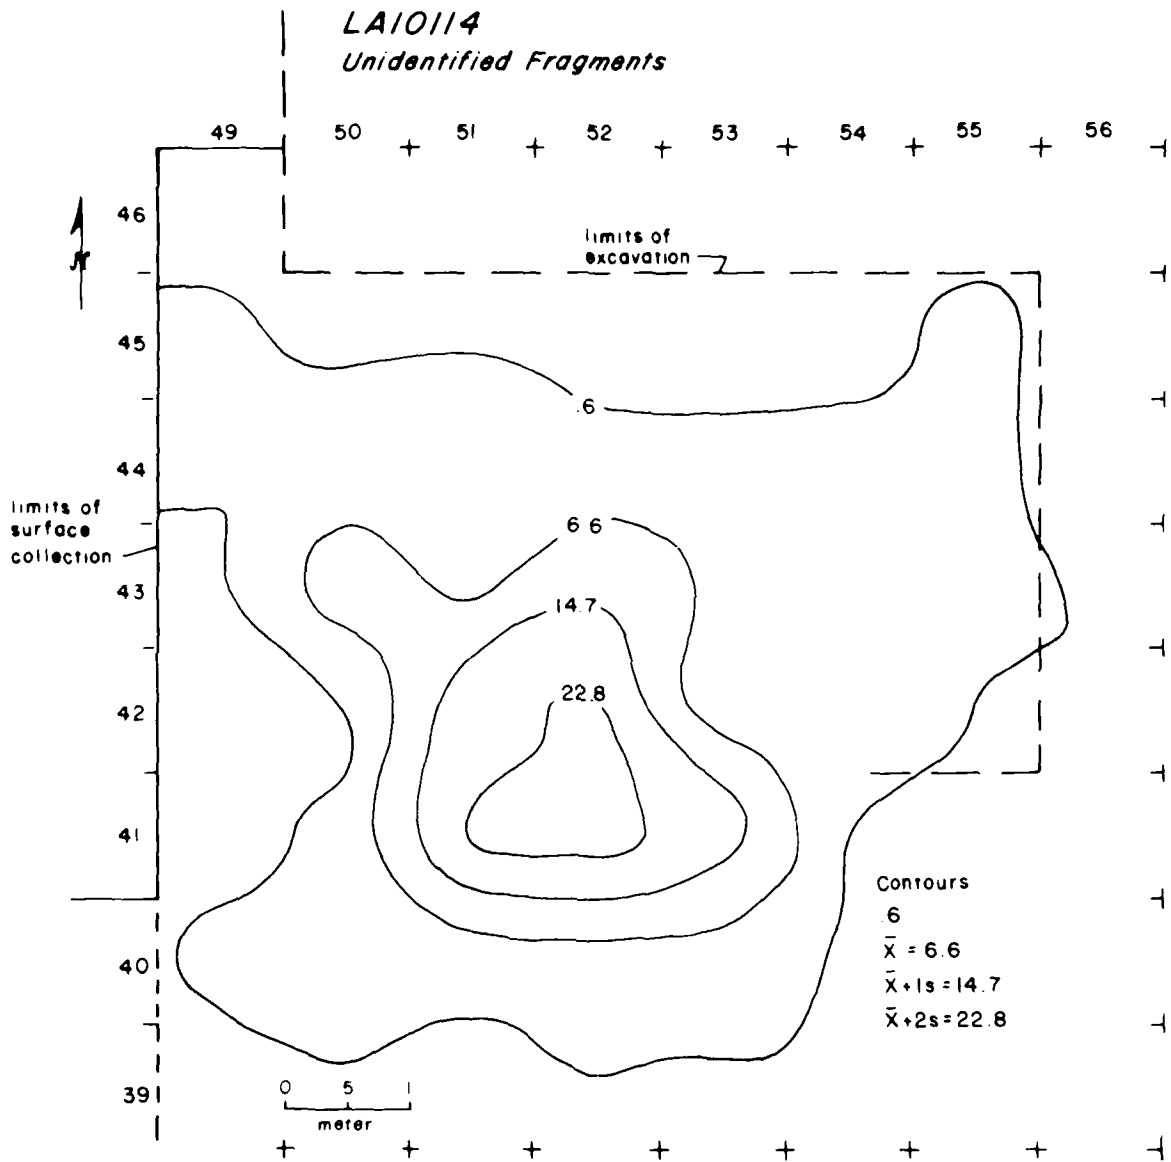 LA10114
Unidentified Fragments
49 50 51 52 53 54 55 56
46
N
limits of
excavation
45
.6
44
limits of
surface
collection
6 6
43
14.7
22.8
42
41
Contours
.6
X̄ = 6.6
X̄+1s=14.7
X̄+2s=22.8
40
39
0 5 1
meter